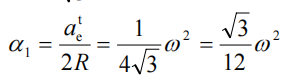 α₁ = aₑᵗ / 2R = 1 / 4√3 ω² = √3 / 12 ω²